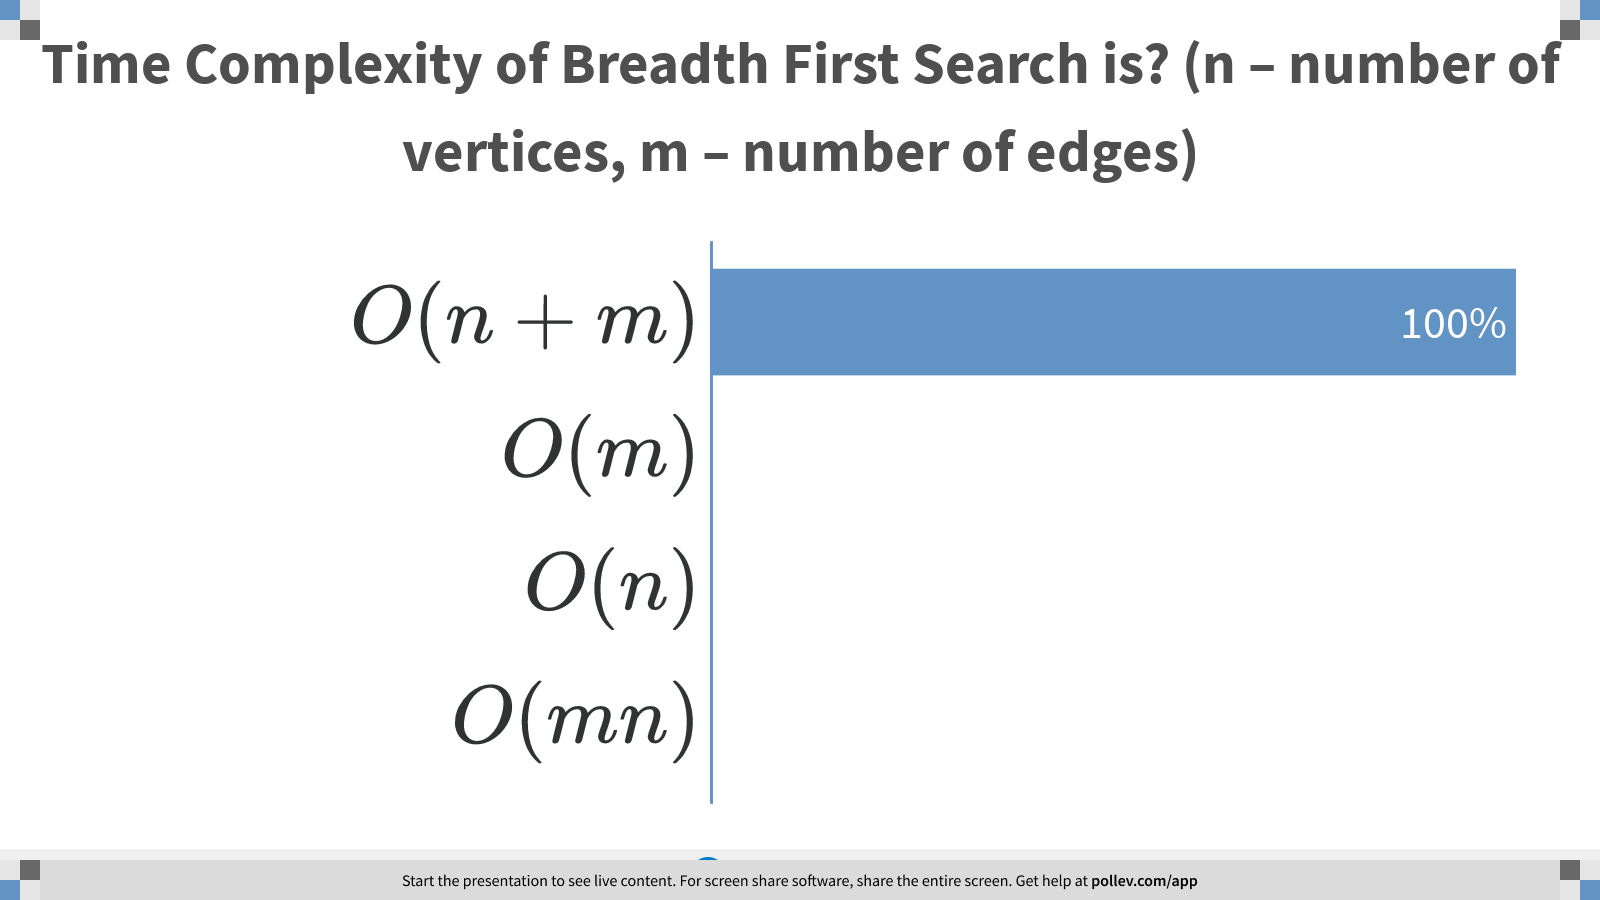 Time Complexity of Breadth First Search is? (n – number of
vertices, m – number of edges)
O(n + m)
100%
O(m)
O(n)
O(mn)
Start the presentation to see live content. For screen share software, share the entire screen. Get help at pollev.com/app